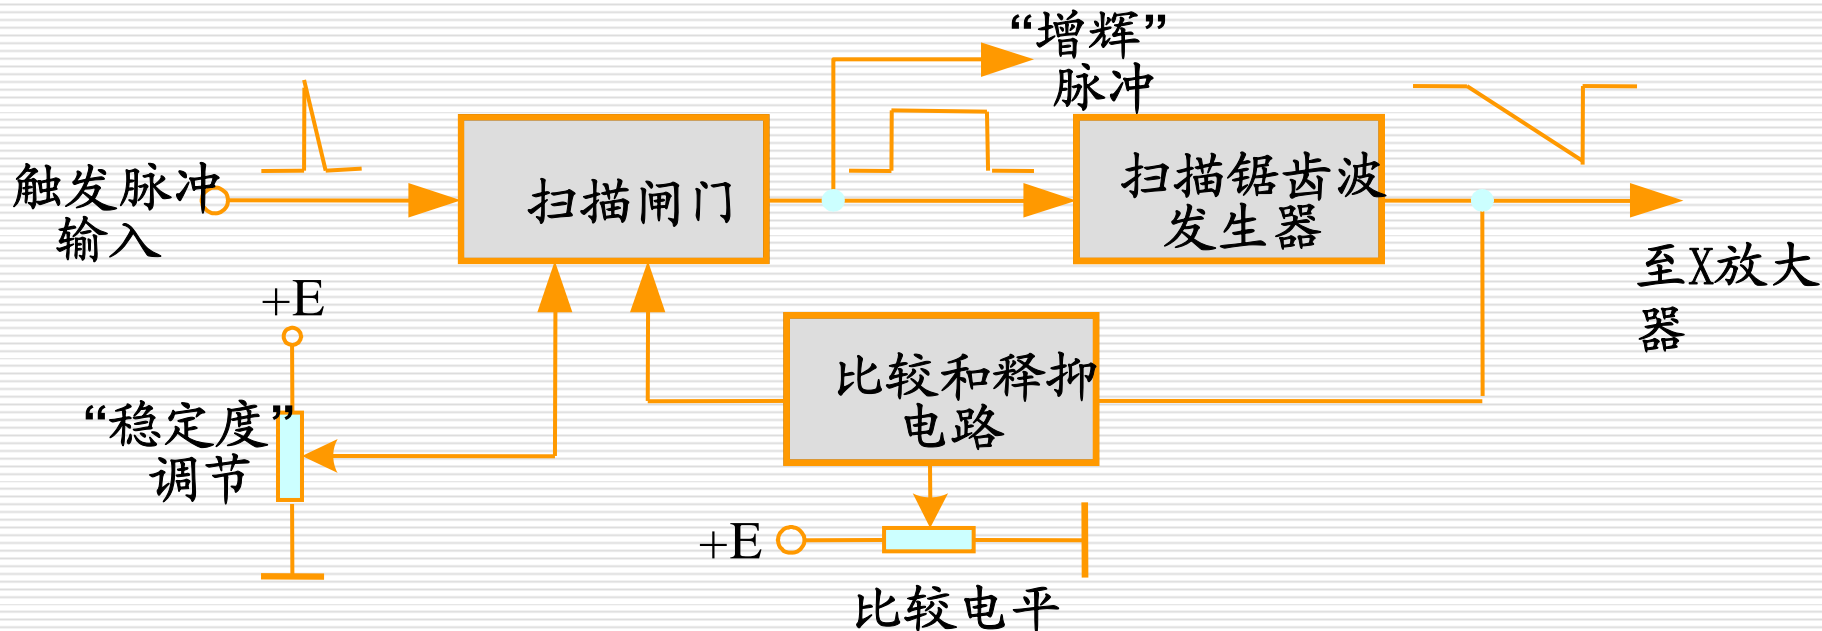 “增辉”
脉冲
触发脉冲
输入
扫描闸门
扫描锯齿波
发生器
至X放大
器
+E
“稳定度”
调节
比较和释抑
电路
+E
比较电平